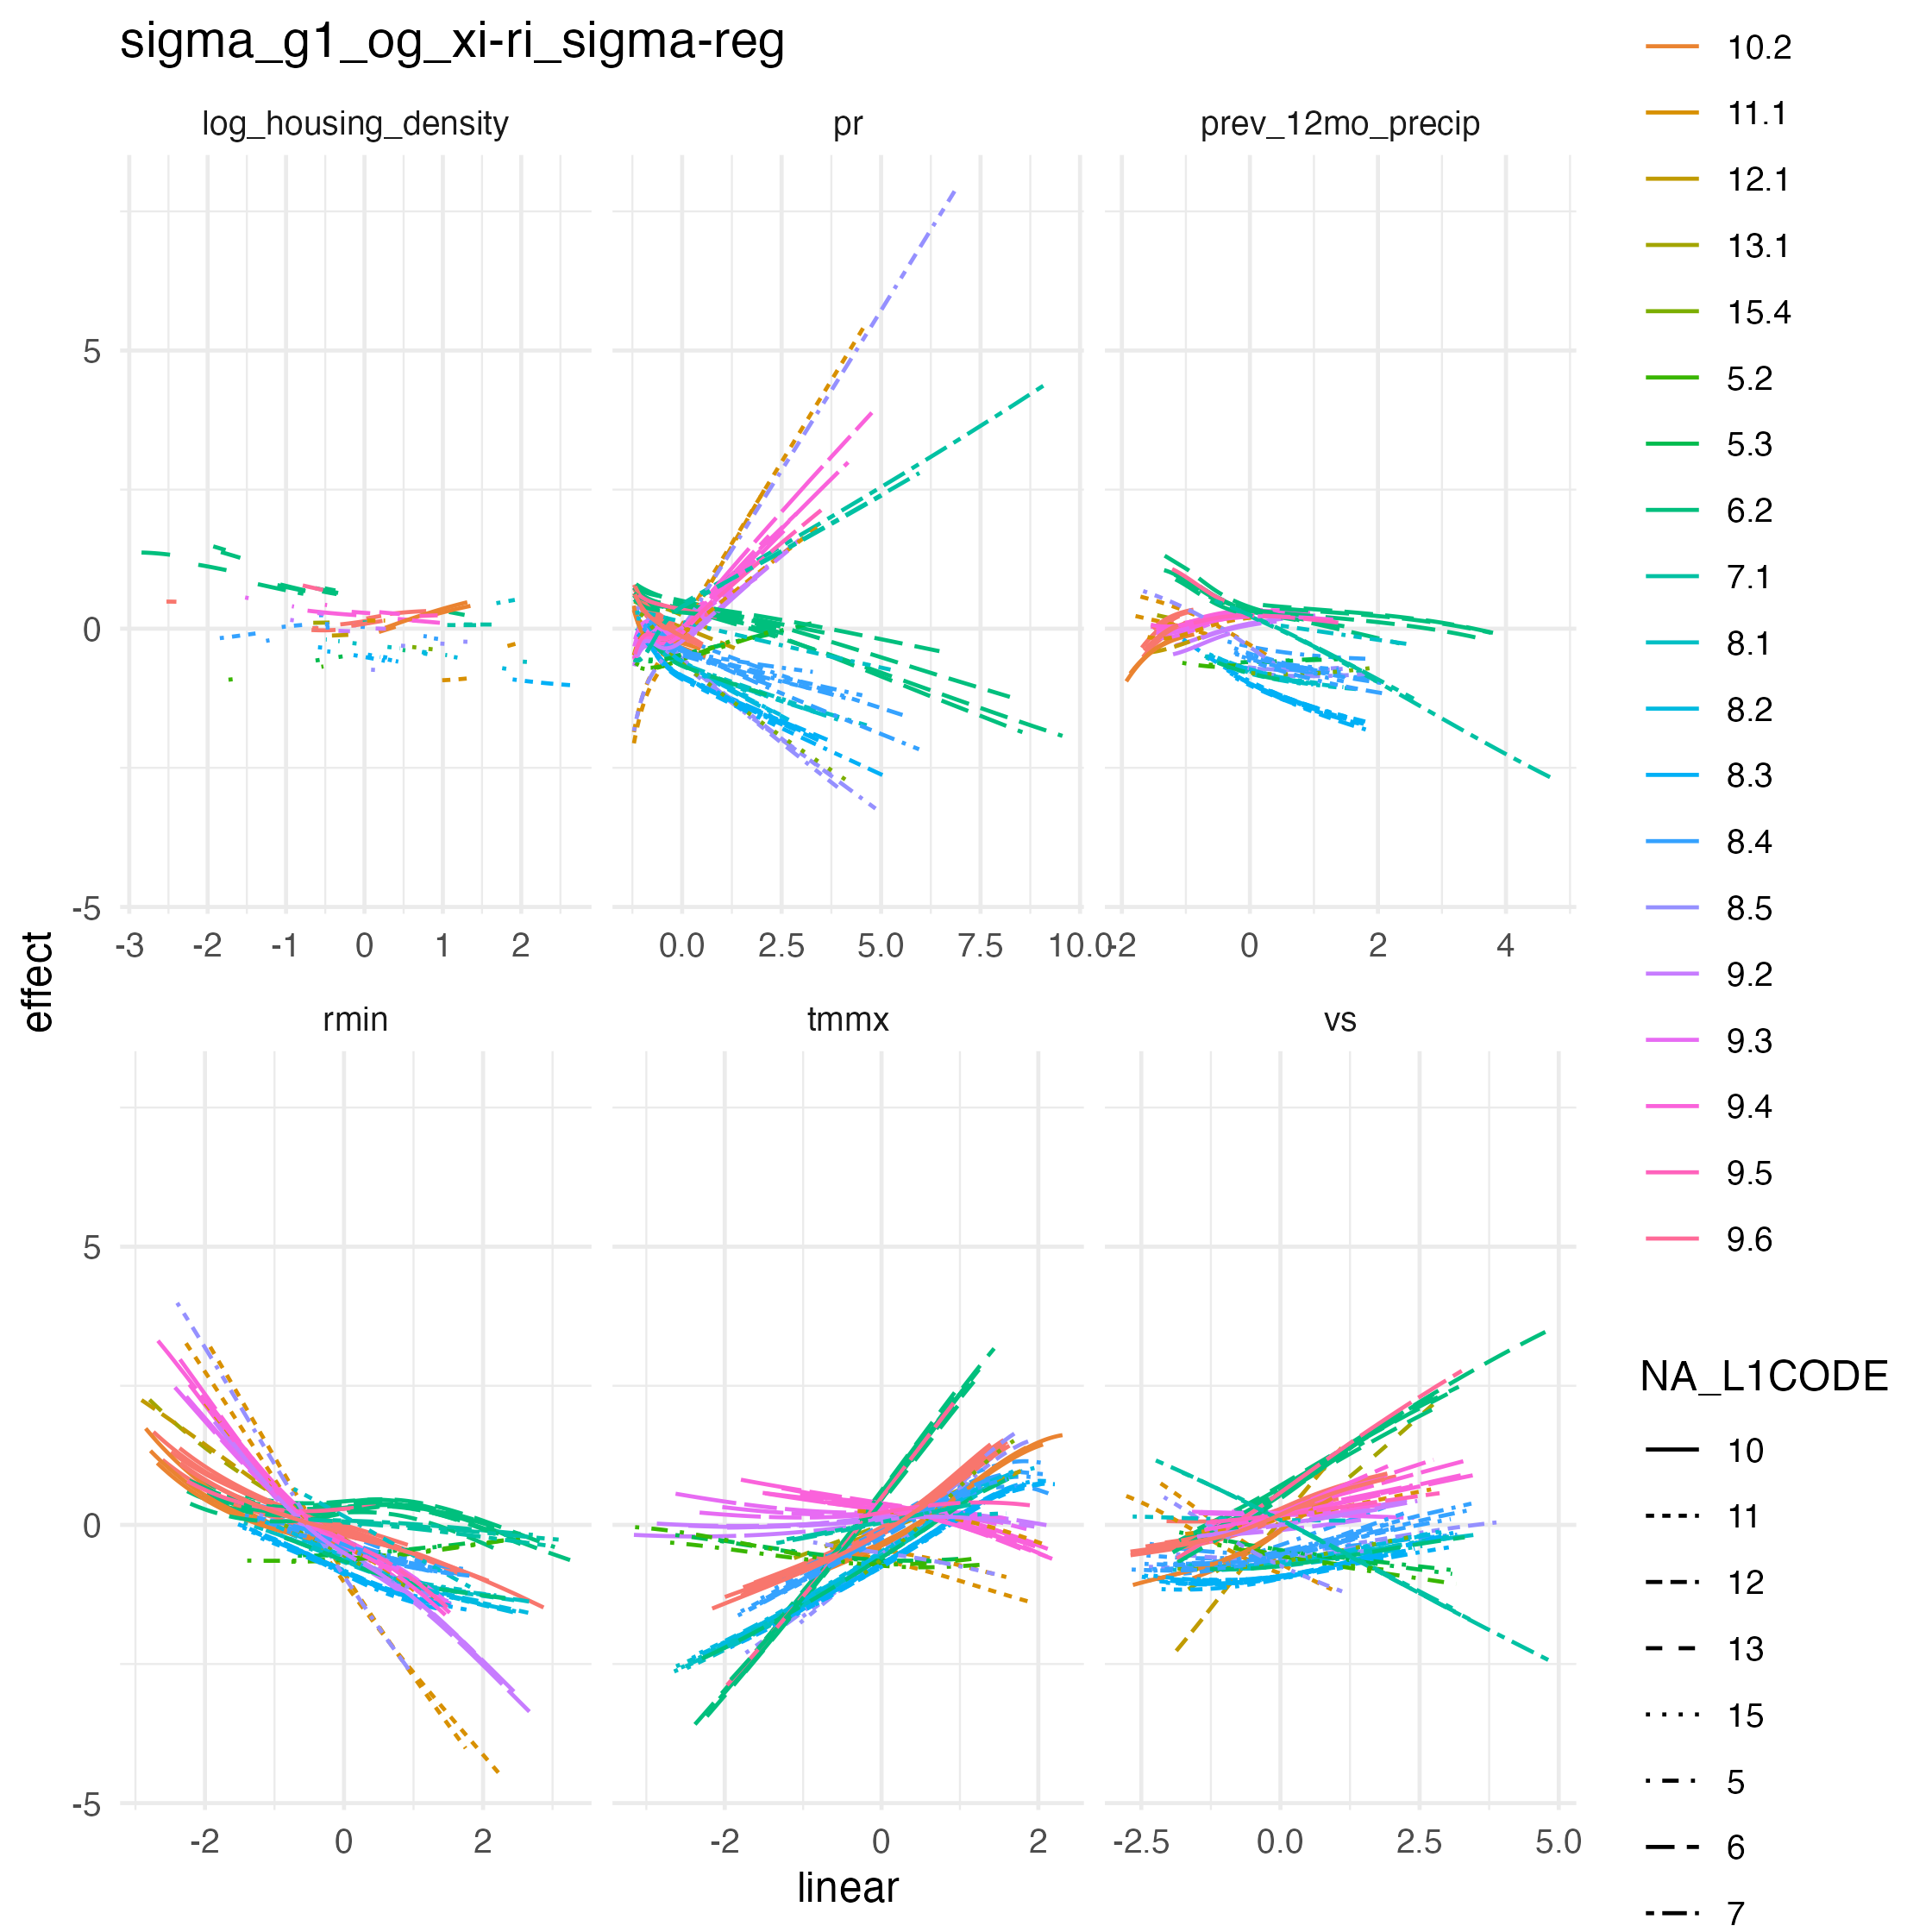 sigma_g1_og_xi-ri_sigma-reg
log_housing_density
pr
prev_12mo_precip
5
0
-5
-3 -2 -1 0 1 2
0.0 2.5 5.0 7.5 10.0
-2 0 2 4
effect
rmin
tmmx
vs
5
0
-5
-2 0 2
-2 0 2
-2.5 0.0 2.5 5.0
linear
10.2
11.1
12.1
13.1
15.4
5.2
5.3
6.2
7.1
8.1
8.2
8.3
8.4
8.5
9.2
9.3
9.4
9.5
9.6
NA_L1CODE
10
11
12
13
15
5
6
7